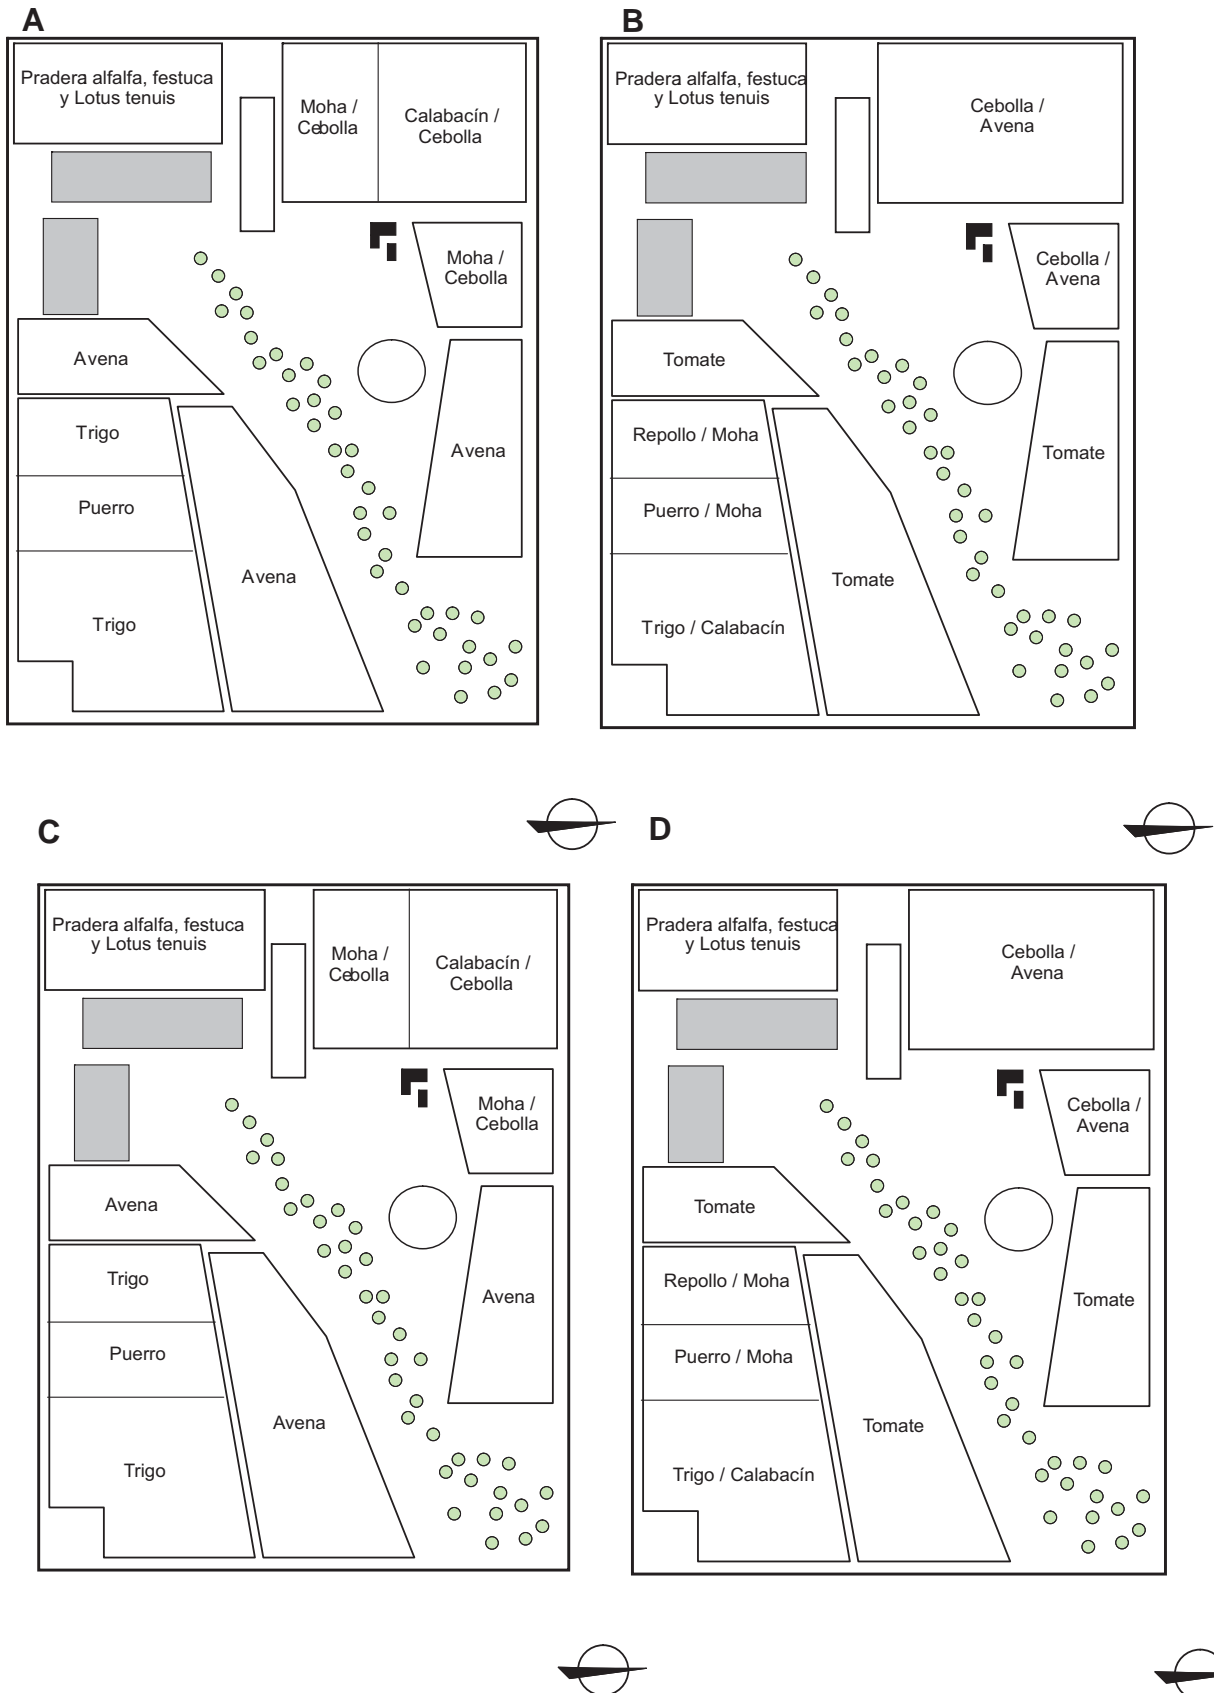 A
Pradera alfalfa, festuca
y Lotus tenuis
Moha /
Cebolla
Calabacín /
Cebolla
Moha /
Cebolla
Avena
Trigo
Puerro
Avena
Avena
Trigo
B
Pradera alfalfa, festuca
y Lotus tenuis
Cebolla /
Avena
Cebolla /
Avena
Tomate
Repollo / Moha
Tomate
Puerro / Moha
Tomate
Trigo / Calabacín
C
Pradera alfalfa, festuca
y Lotus tenuis
Moha /
Cebolla
Calabacín /
Cebolla
Moha /
Cebolla
Avena
Trigo
Avena
Puerro
Avena
Trigo
D
Pradera alfalfa, festuca
y Lotus tenuis
Cebolla /
Avena
Cebolla /
Avena
Tomate
Repollo / Moha
Tomate
Puerro / Moha
Tomate
Trigo / Calabacín